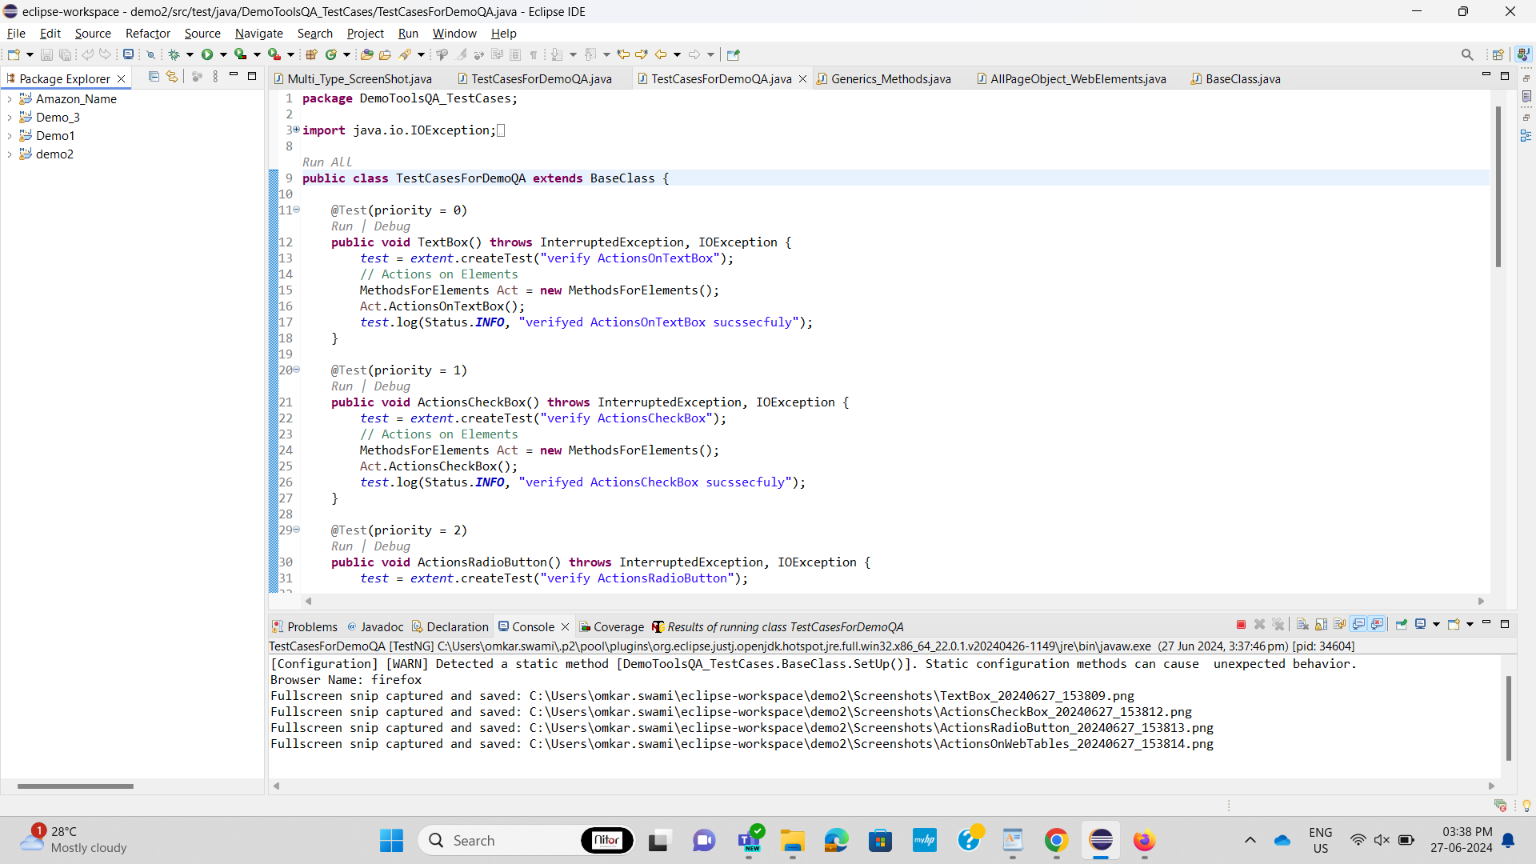 eclipse-workspace - demo2/src/test/java/DemoToolsQA_TestCases/TestCasesForDemoQA.java - Eclipse IDE
File Edit Source Refactor Source Navigate Search Project Run Window Help
Package Explorer
Multi_Type_ScreenShot.java TestCasesForDemoQA.java TestCasesForDemoQA.java Generics_Methods.java AllPageObject_WebElements.java BaseClass.java
Amazon_Name
Demo_3
Demo1
demo2
1 package DemoToolsQA_TestCases;
2
3 import java.io.IOException;
8
Run All
9 public class TestCasesForDemoQA extends BaseClass {
10
11 @Test(priority = 0)
Run | Debug
12 public void TextBox() throws InterruptedException, IOException {
13 test = extent.createTest("verify ActionsOnTextBox");
14 // Actions on Elements
15 MethodsForElements Act = new MethodsForElements();
16 Act.ActionsOnTextBox();
17 test.log(Status.INFO, "verifyed ActionsOnTextBox sucssecfuly");
18 }
19
20 @Test(priority = 1)
Run | Debug
21 public void ActionsCheckBox() throws InterruptedException, IOException {
22 test = extent.createTest("verify ActionsCheckBox");
23 // Actions on Elements
24 MethodsForElements Act = new MethodsForElements();
25 Act.ActionsCheckBox();
26 test.log(Status.INFO, "verifyed ActionsCheckBox sucssecfuly");
27 }
28
29 @Test(priority = 2)
Run | Debug
30 public void ActionsRadioButton() throws InterruptedException, IOException {
31 test = extent.createTest("verify ActionsRadioButton");
Problems Javadoc Declaration Console Coverage Results of running class TestCasesForDemoQA
TestCasesForDemoQA [TestNG] C:\Users\omkar.swami\.p2\pool\plugins\org.eclipse.justj.openjdk.hotspot.jre.full.win32.x86_64_22.0.1.v20240426-1149\jre\bin\javaw.exe (27 Jun 2024, 3:37:46 pm) [pid: 34604]
[Configuration] [WARN] Detected a static method [DemoToolsQA_TestCases.BaseClass.SetUp()]. Static configuration methods can cause unexpected behavior.
Browser Name: firefox
Fullscreen snip captured and saved: C:\Users\omkar.swami\eclipse-workspace\demo2\Screenshots\TextBox_20240627_153809.png
Fullscreen snip captured and saved: C:\Users\omkar.swami\eclipse-workspace\demo2\Screenshots\ActionsCheckBox_20240627_153812.png
Fullscreen snip captured and saved: C:\Users\omkar.swami\eclipse-workspace\demo2\Screenshots\ActionsRadioButton_20240627_153813.png
Fullscreen snip captured and saved: C:\Users\omkar.swami\eclipse-workspace\demo2\Screenshots\ActionsOnWebTables_20240627_153814.png
1 28°C
Mostly cloudy
Search Nitor
NEW
myhp
ENG
US
03:38 PM
27-06-2024